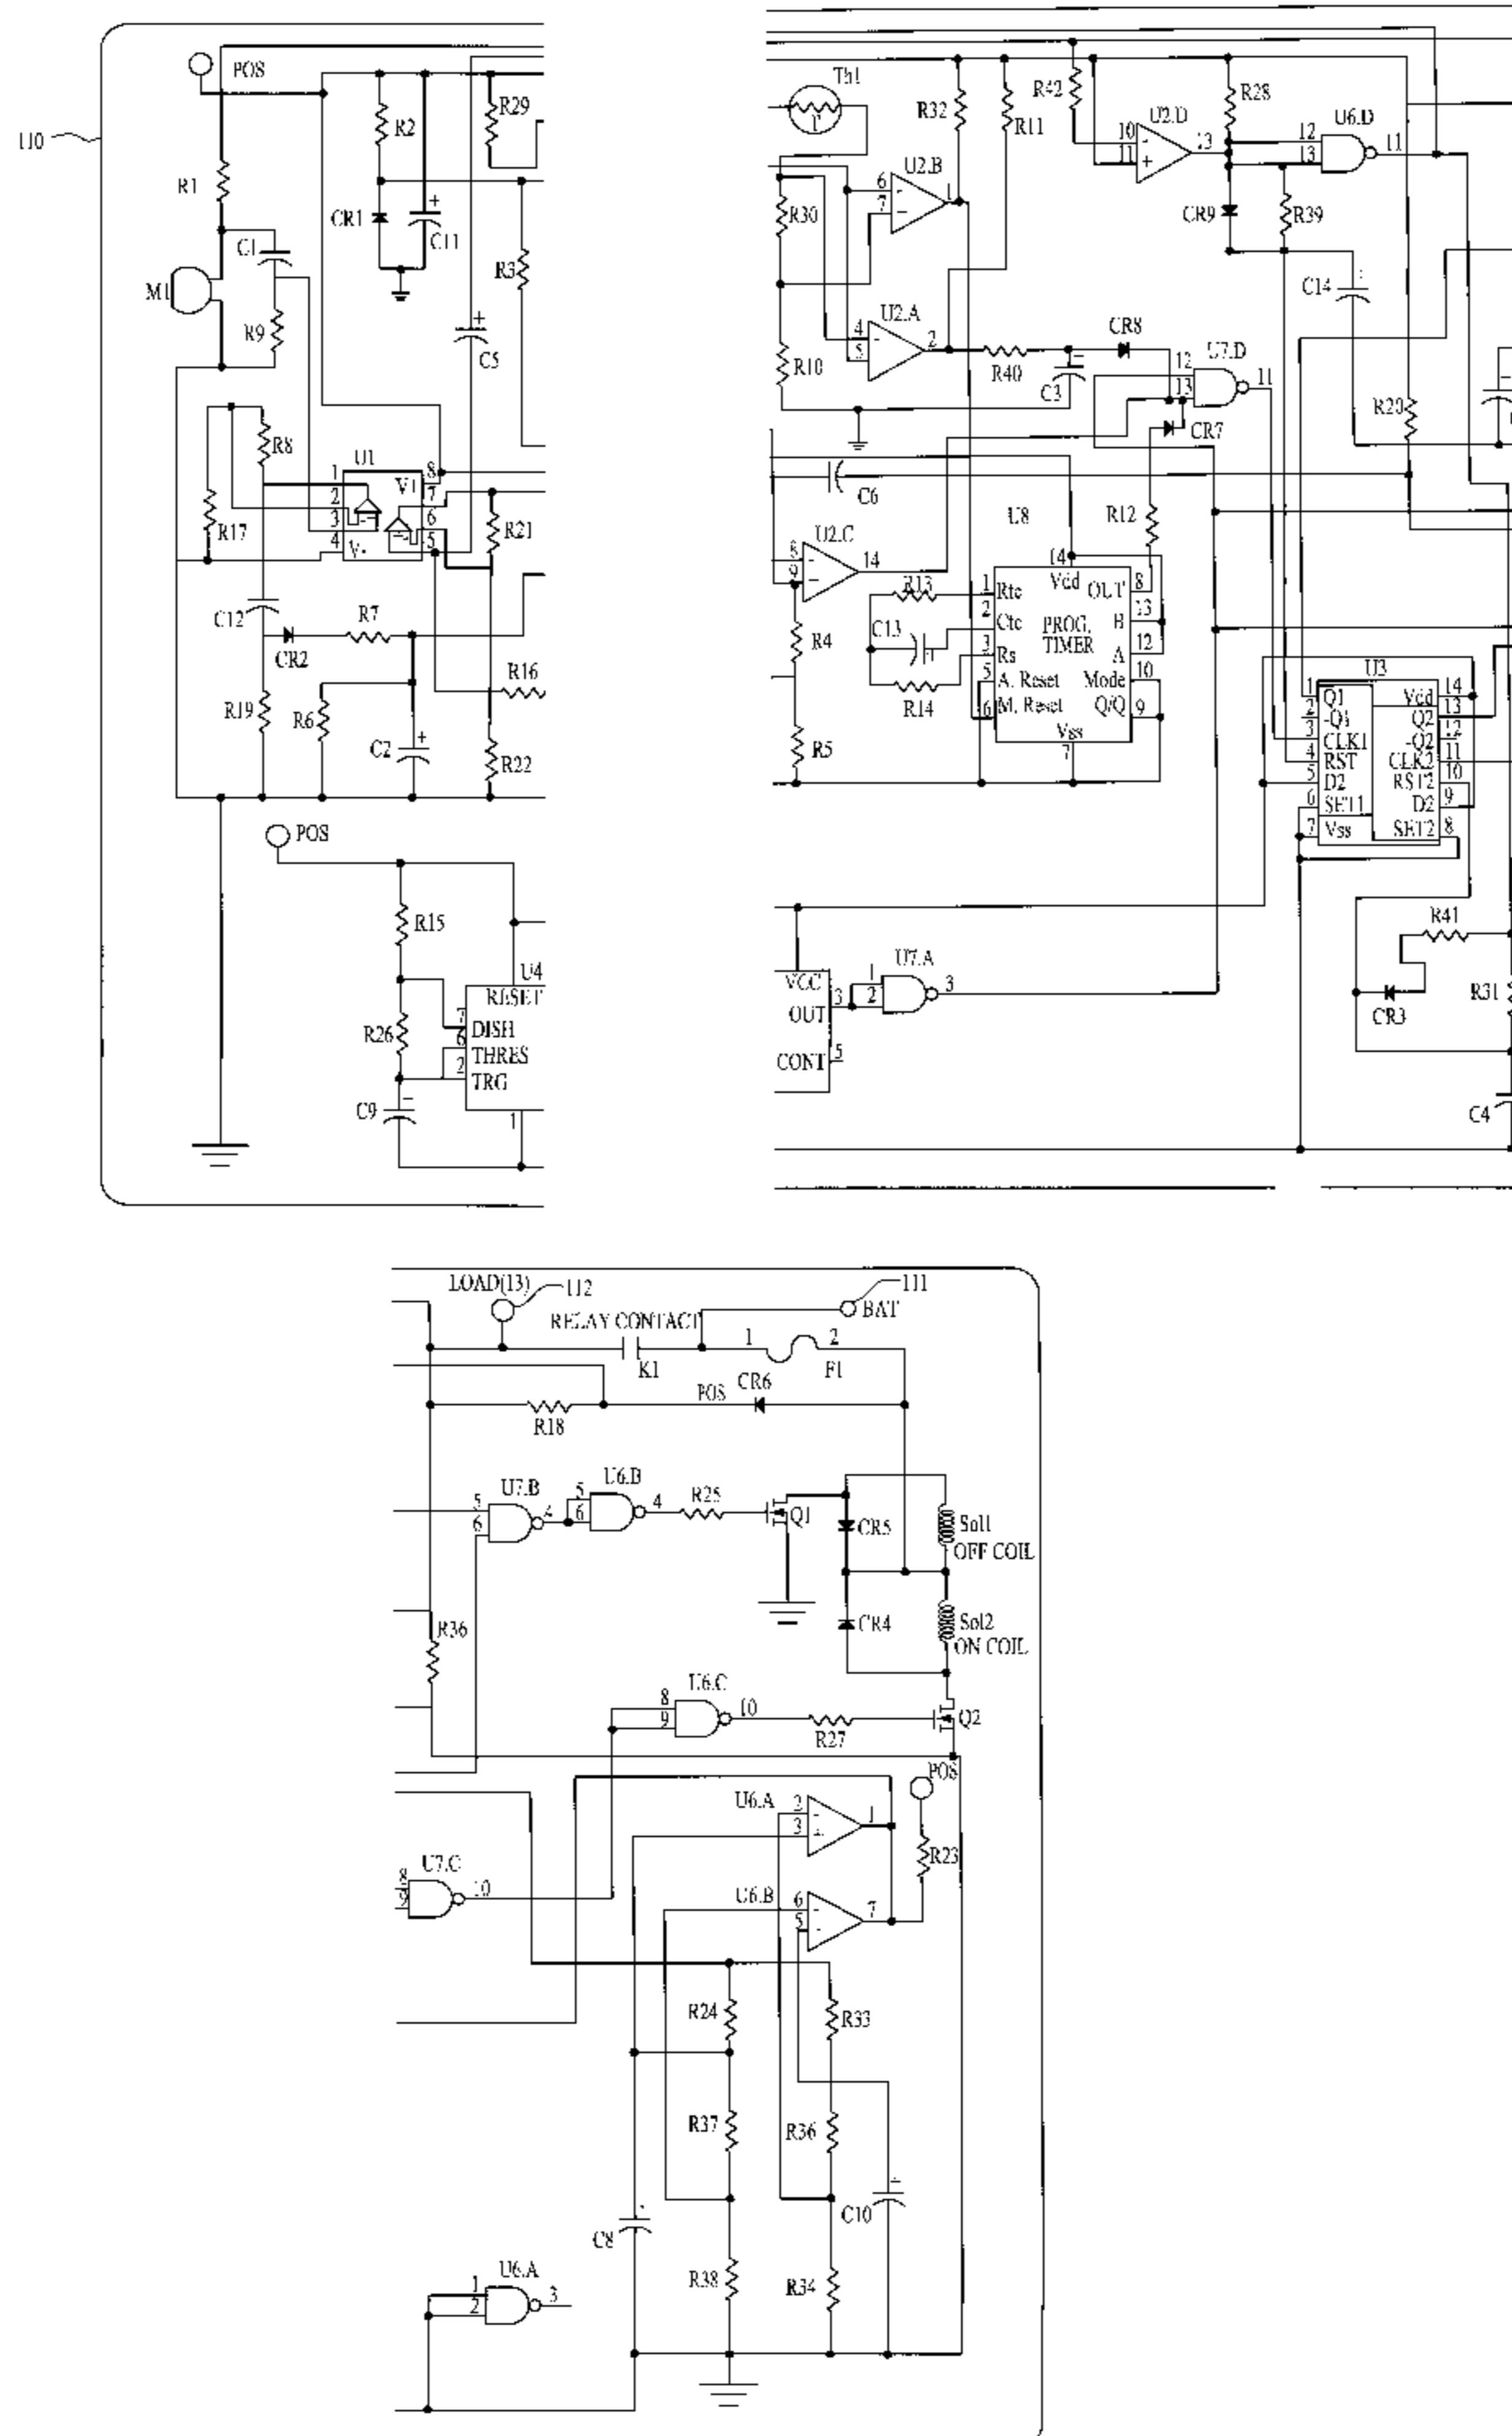 110
POS
R1
M1
C1
R9
R2
CR1
+
C11
R29
R3
+
C5
R8
R17
U1
1
2
3
4
V+
V-
8
7
6
5
R21
C12
CR2
R7
R16
R19
R6
+
C2
R22
POS
R15
R26
C9
U4
RESET
7
DISH
6
THRES
2
TRG
1
Th1
T
R32
R11
R42
R28
U2.D
10
11
13
U6.D
12
13
11
U2.B
6
7
1
R30
CR9
R39
C14
U2.A
4
5
2
R10
R40
C3
CR8
U7.D
12
13
11
CR7
R20
C6
U8
R12
U2.C
8
9
14
R13
C13
R14
R4
R5
14
1 Rtc
2 Ctc
3 Rs
5 A. Reset
6 M. Reset
Vdd
OUT 8
B 13
A 12
Mode 10
Q/Q 9
PROG.
TIMER
Vss
7
U3
1 Q1
2 -Q1
3 CLK1
4 RST
5 D2
6 SET1
7 Vss
Vdd 14
Q2 13
-Q2 12
CLK2 11
RST2 10
D2 9
SET2 8
R41
CR3
R31
C4
VCC
OUT
3
CONT
5
U7.A
1
2
3
LOAD(13)
112
111
BAT
RELAY CONTACT
K1
1
2
F1
R18
POS
CR6
U7.B
5
6
4
U6.B
5
6
4
R25
Q1
CR5
Sol1
OFF COIL
CR4
Sol2
ON COIL
R36
U6.C
8
9
10
R27
Q2
POS
U6.A
2
3
1
R23
U7.C
8
9
10
U6.B
6
5
7
R24
R33
R37
R36
C8
C10
R38
R34
U6.A
1
2
3